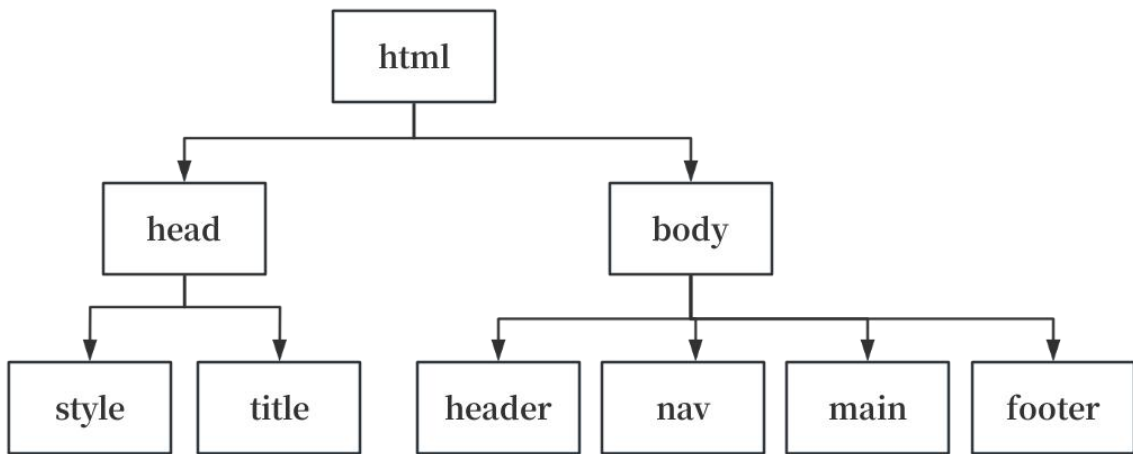 html
head
body
style
title
header
nav
main
footer